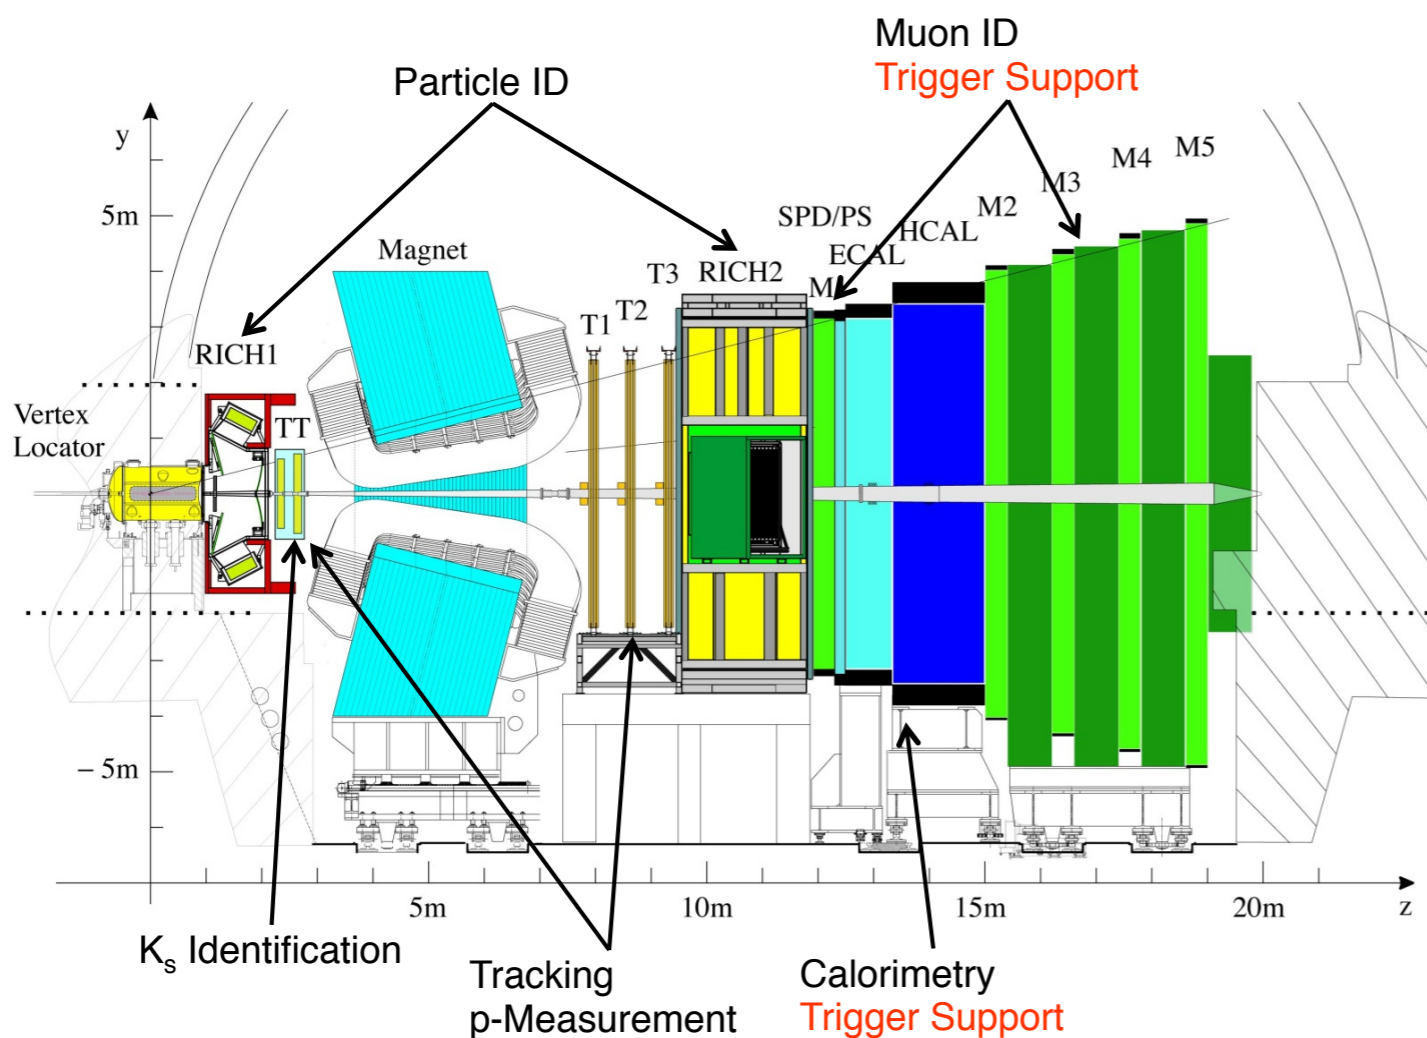 Muon ID
Trigger Support
Particle ID
y
5m
M5
M4
M3
M2
SPD/PS
HCAL
ECAL
Magnet
T3
RICH2
M
T2
T1
RICH1
Vertex
Locator
TT
– 5m
5m
10m
15m
20m
z
Ks Identification
Tracking
p-Measurement
Calorimetry
Trigger Support